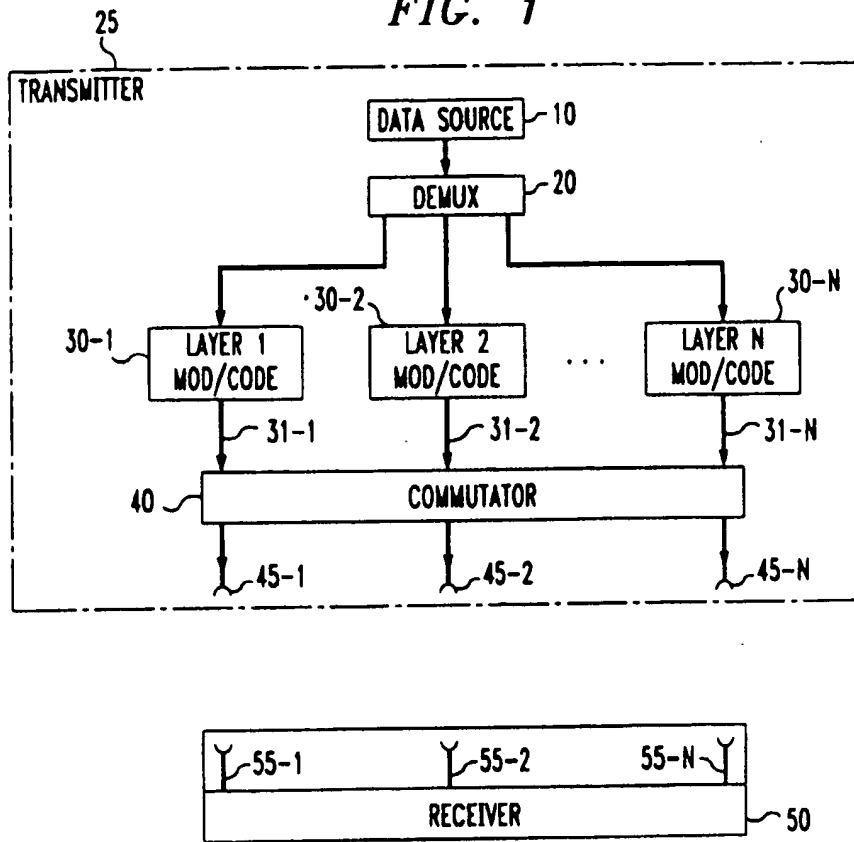 FIG. 1
25
TRANSMITTER
DATA SOURCE 10
DEMUX 20
30-1 30-2 30-N
LAYER 1 MOD/CODE
LAYER 2 MOD/CODE
...
LAYER N MOD/CODE
31-1 31-2 31-N
40 COMMUTATOR
45-1 45-2 45-N
55-1 55-2 55-N
RECEIVER 50